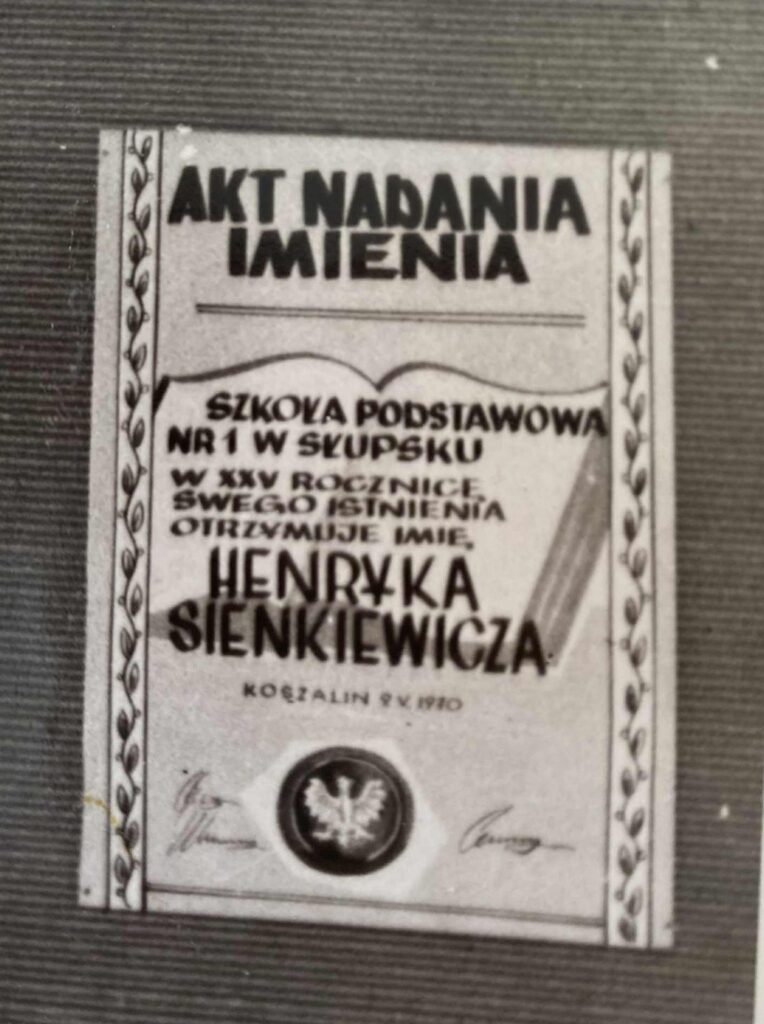 AKT NADANIA
IMIENIA
SZKOŁA PODSTAWOWA
NR 1 W SŁUPSKU
W XXV ROCZNICĘ
SWEGO ISTNIENIA
OTRZYMUJE IMIĘ
HENRYKA
SIENKIEWICZA
KOSZALIN 9 V. 1970